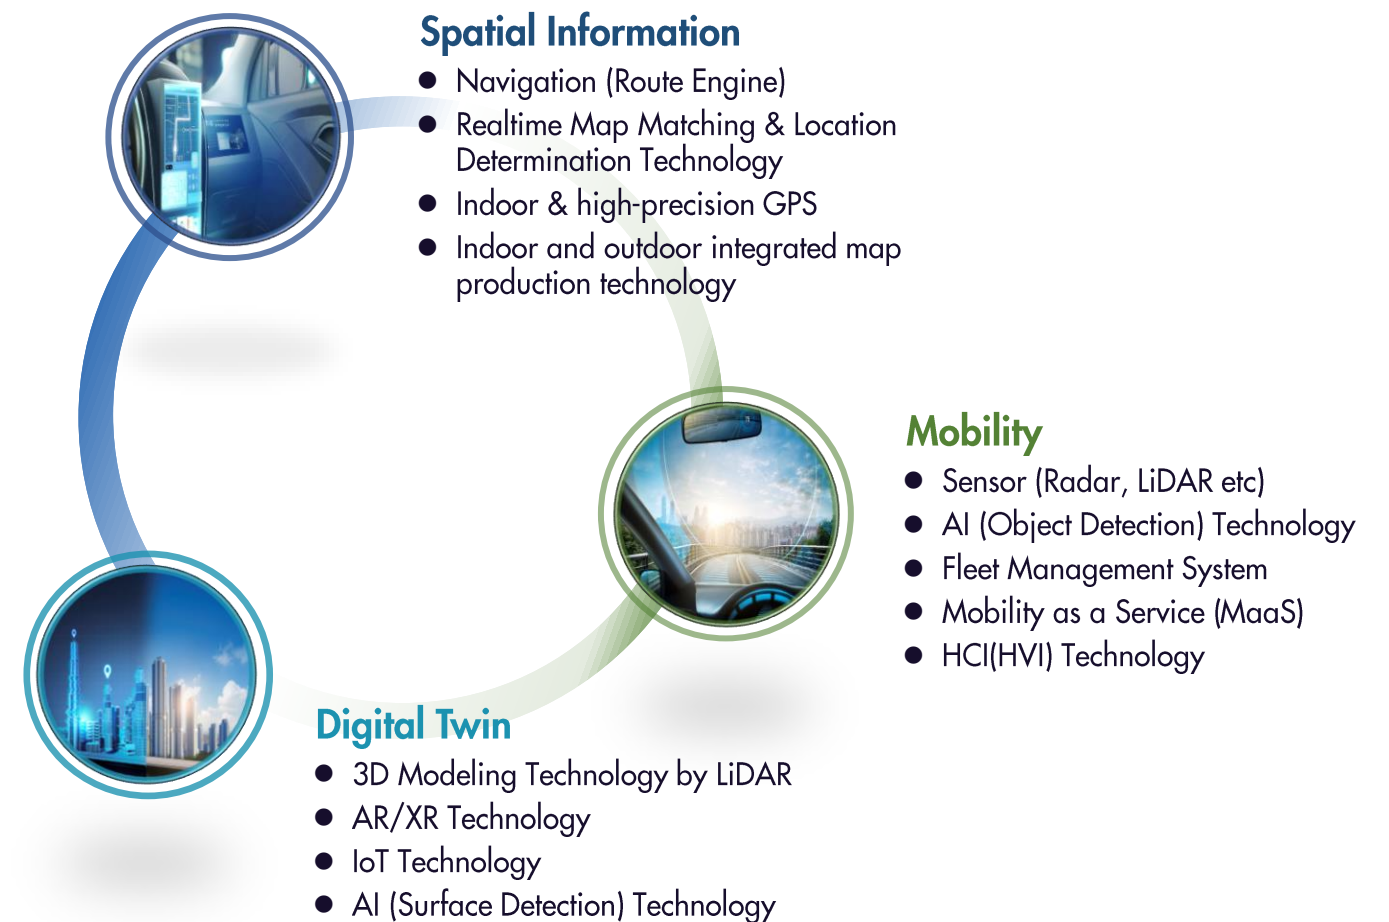 Spatial Information
Navigation (Route Engine)
Realtime Map Matching & Location
Determination Technology
Indoor & high-precision GPS
Indoor and outdoor integrated map
production technology
Mobility
Sensor (Radar, LiDAR etc)
AI (Object Detection) Technology
Fleet Management System
Mobility as a Service (MaaS)
HCI(HVI) Technology
Digital Twin
3D Modeling Technology by LiDAR
AR/XR Technology
IoT Technology
AI (Surface Detection) Technology